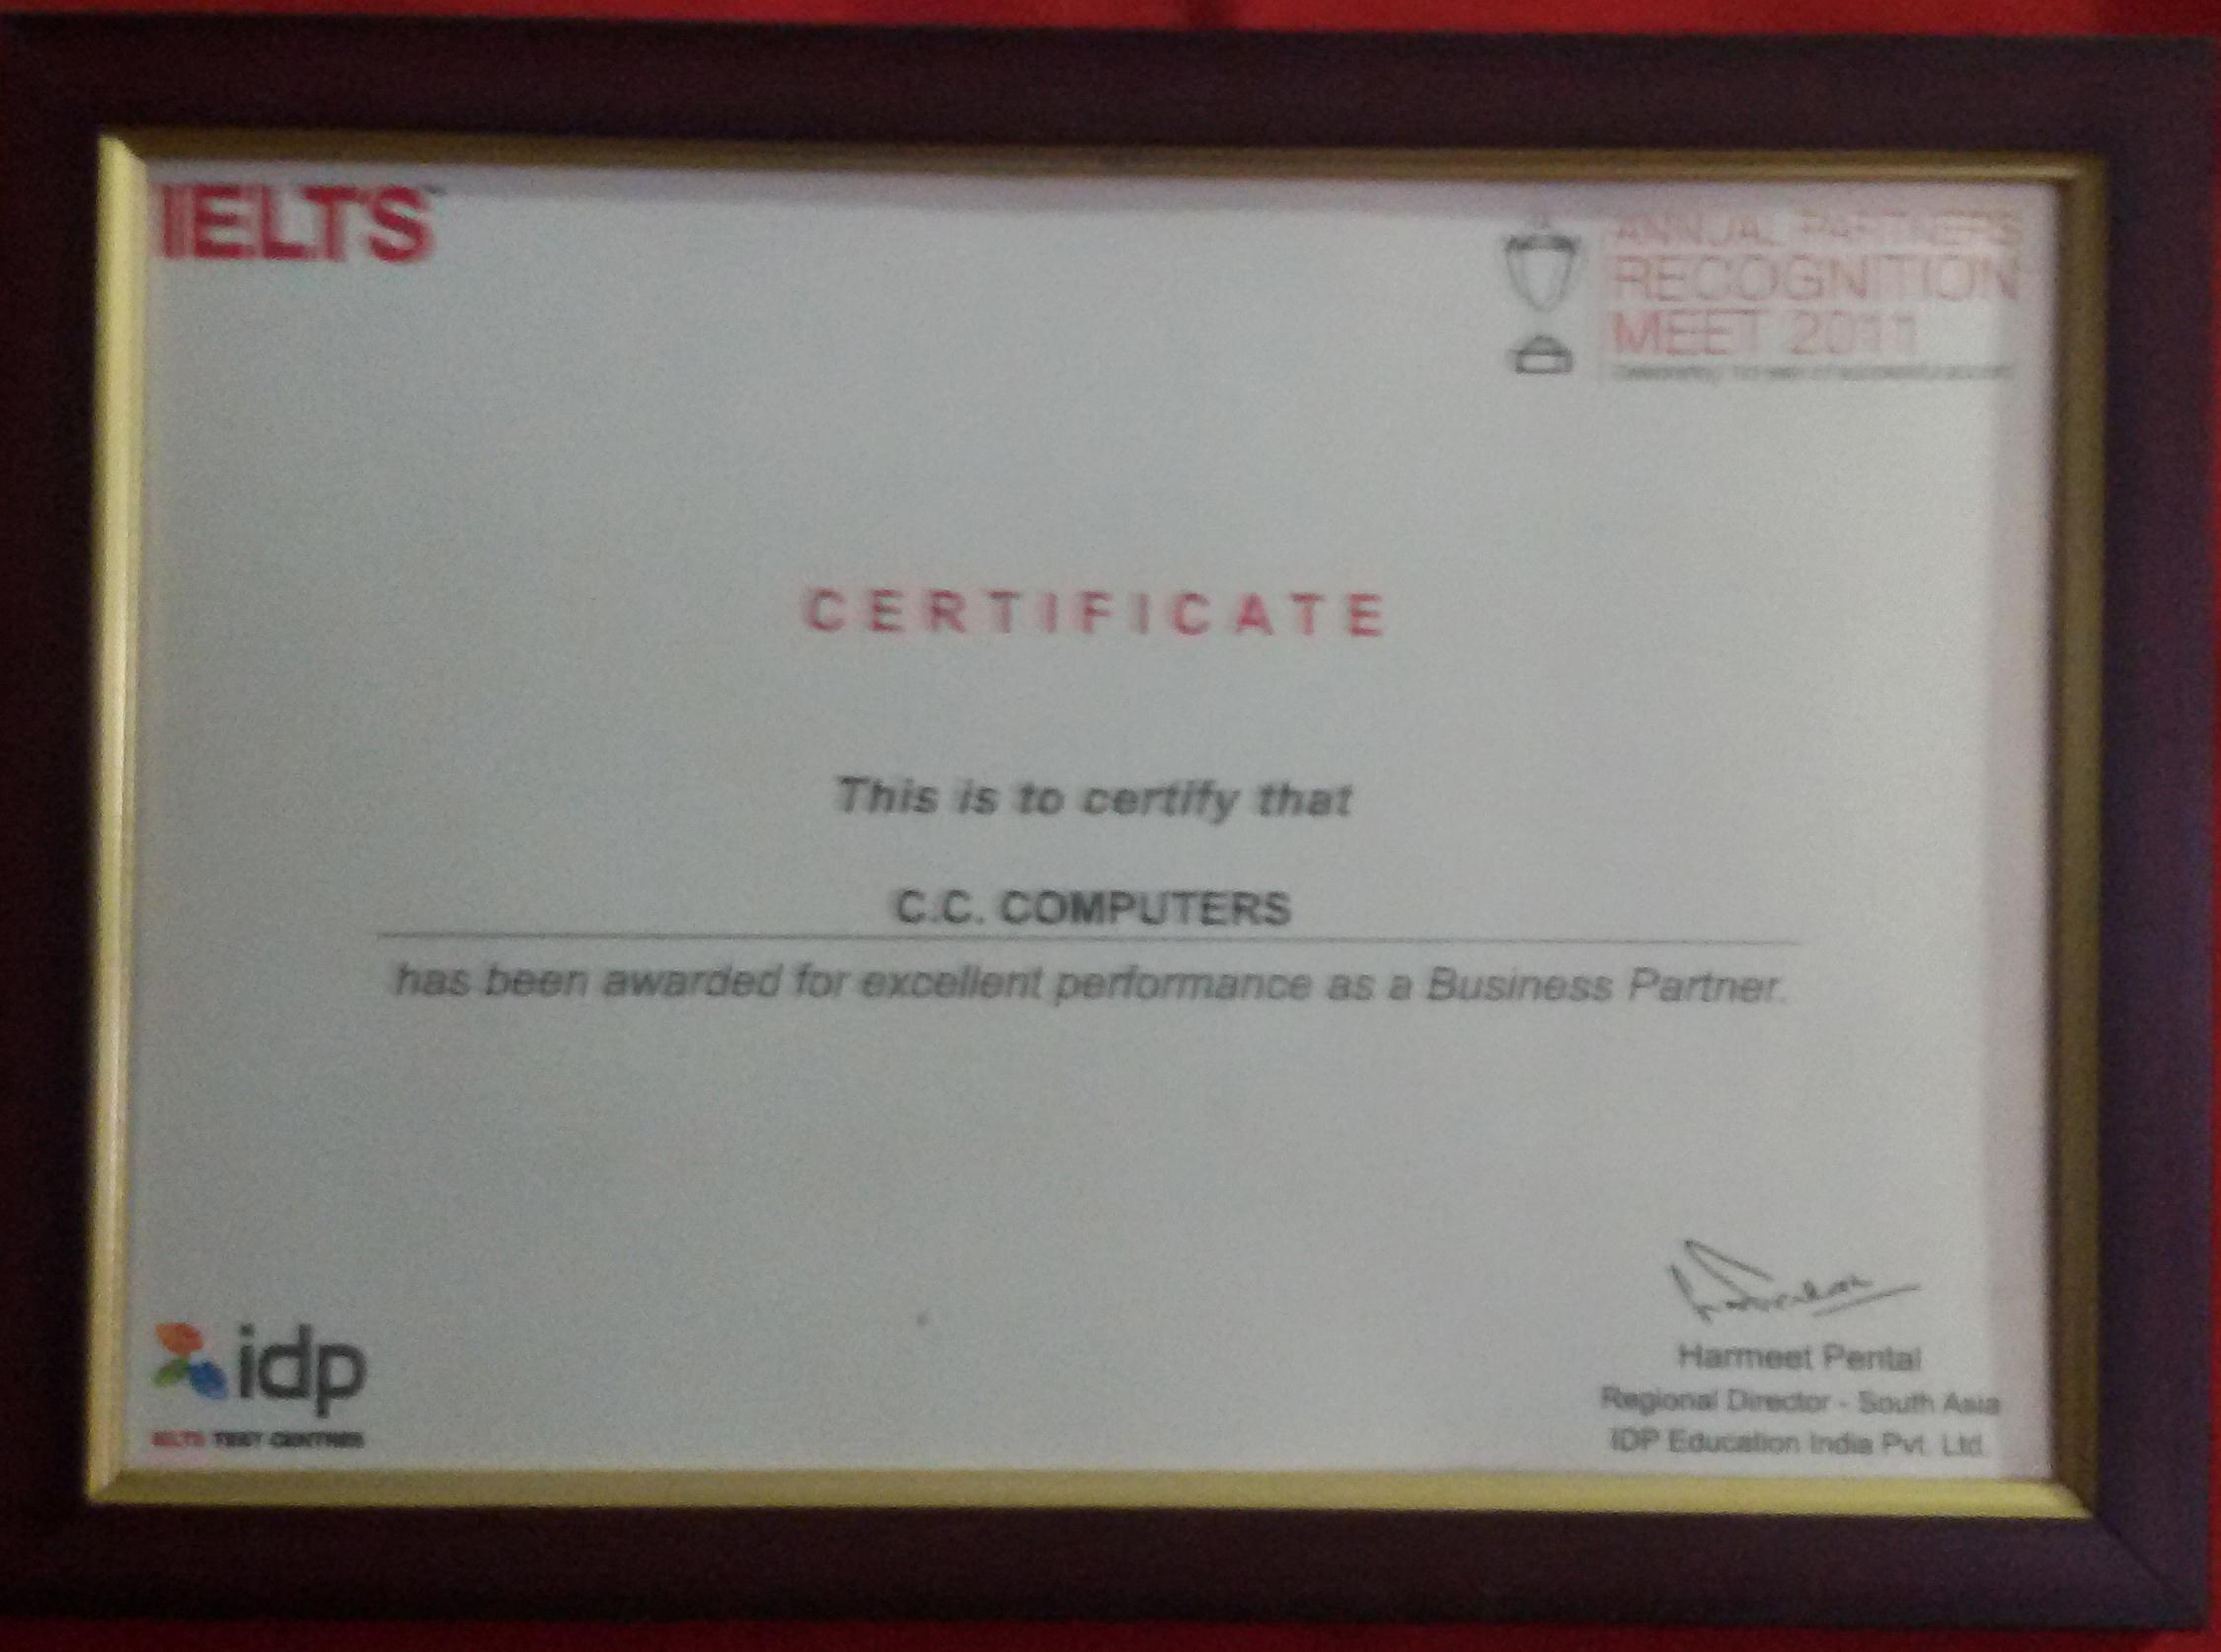 IELTS™
ANNUAL PARTNERS
RECOGNITION
MEET 2011
CERTIFICATE
This is to certify that
C.C. COMPUTERS
has been awarded for excellent performance as a Business Partner.
idp
IELTS TEST CENTRES
Harmeet Pental
Regional Director - South Asia
IDP Education India Pvt. Ltd.